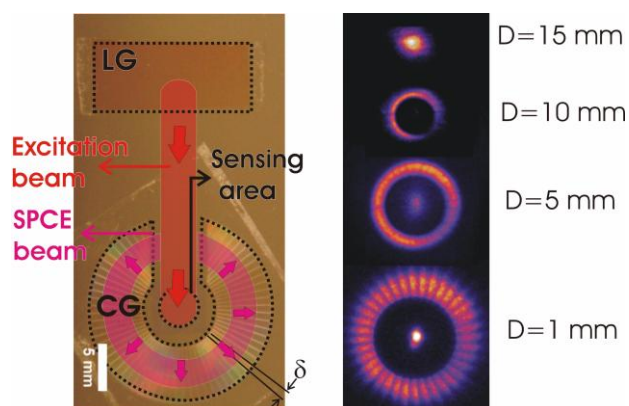 LG
Excitation
beam
Sensing
area
SPCE
beam
CG
5 mm
δ
D=15 mm
D=10 mm
D=5 mm
D=1 mm